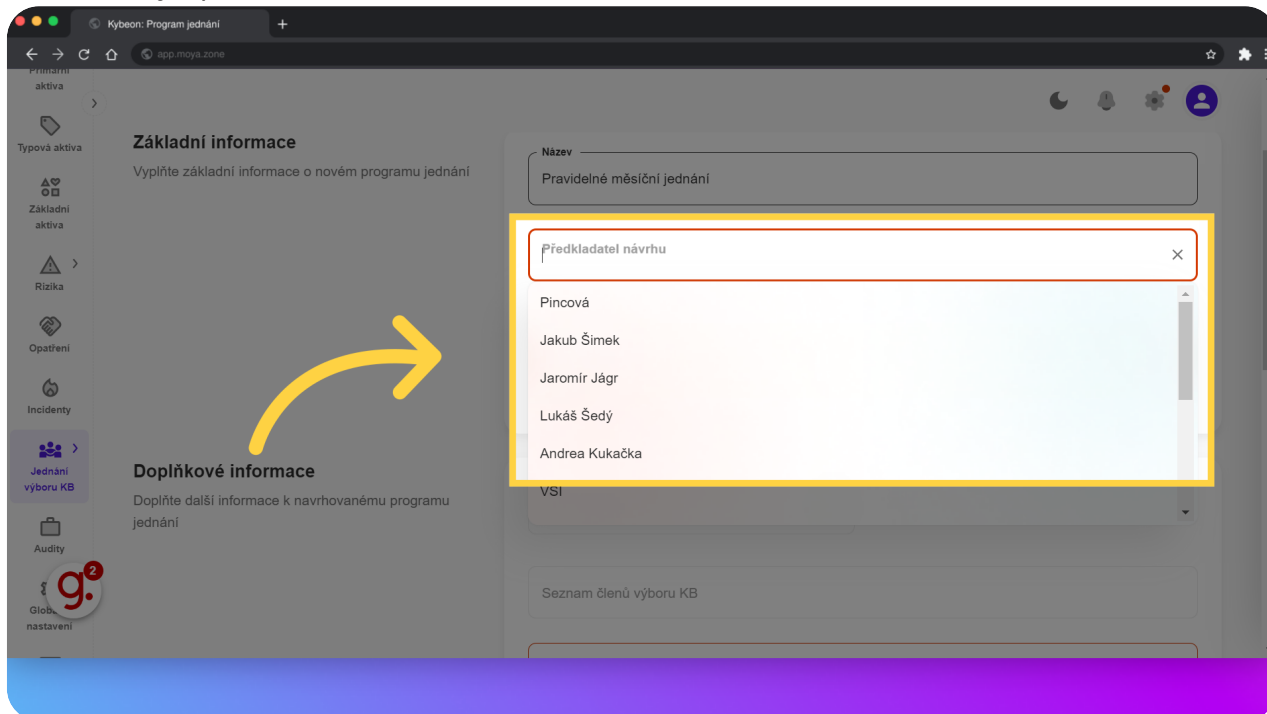 Kybeon: Program jednání
app.moya.zone
Primární
aktiva
Typová aktiva
Základní
aktiva
Rizika
Opatření
Incidenty
Jednání
výboru KB
Audity
g.
2
nastavení
Základní informace
Vyplňte základní informace o novém programu jednání
Název
Pravidelné měsíční jednání
Předkladatel návrhu
Pincová
Jakub Šimek
Jaromír Jágr
Lukáš Šedý
Andrea Kukačka
VSI
Doplňkové informace
Doplňte další informace k navrhovanému programu
jednání
Seznam členů výboru KB